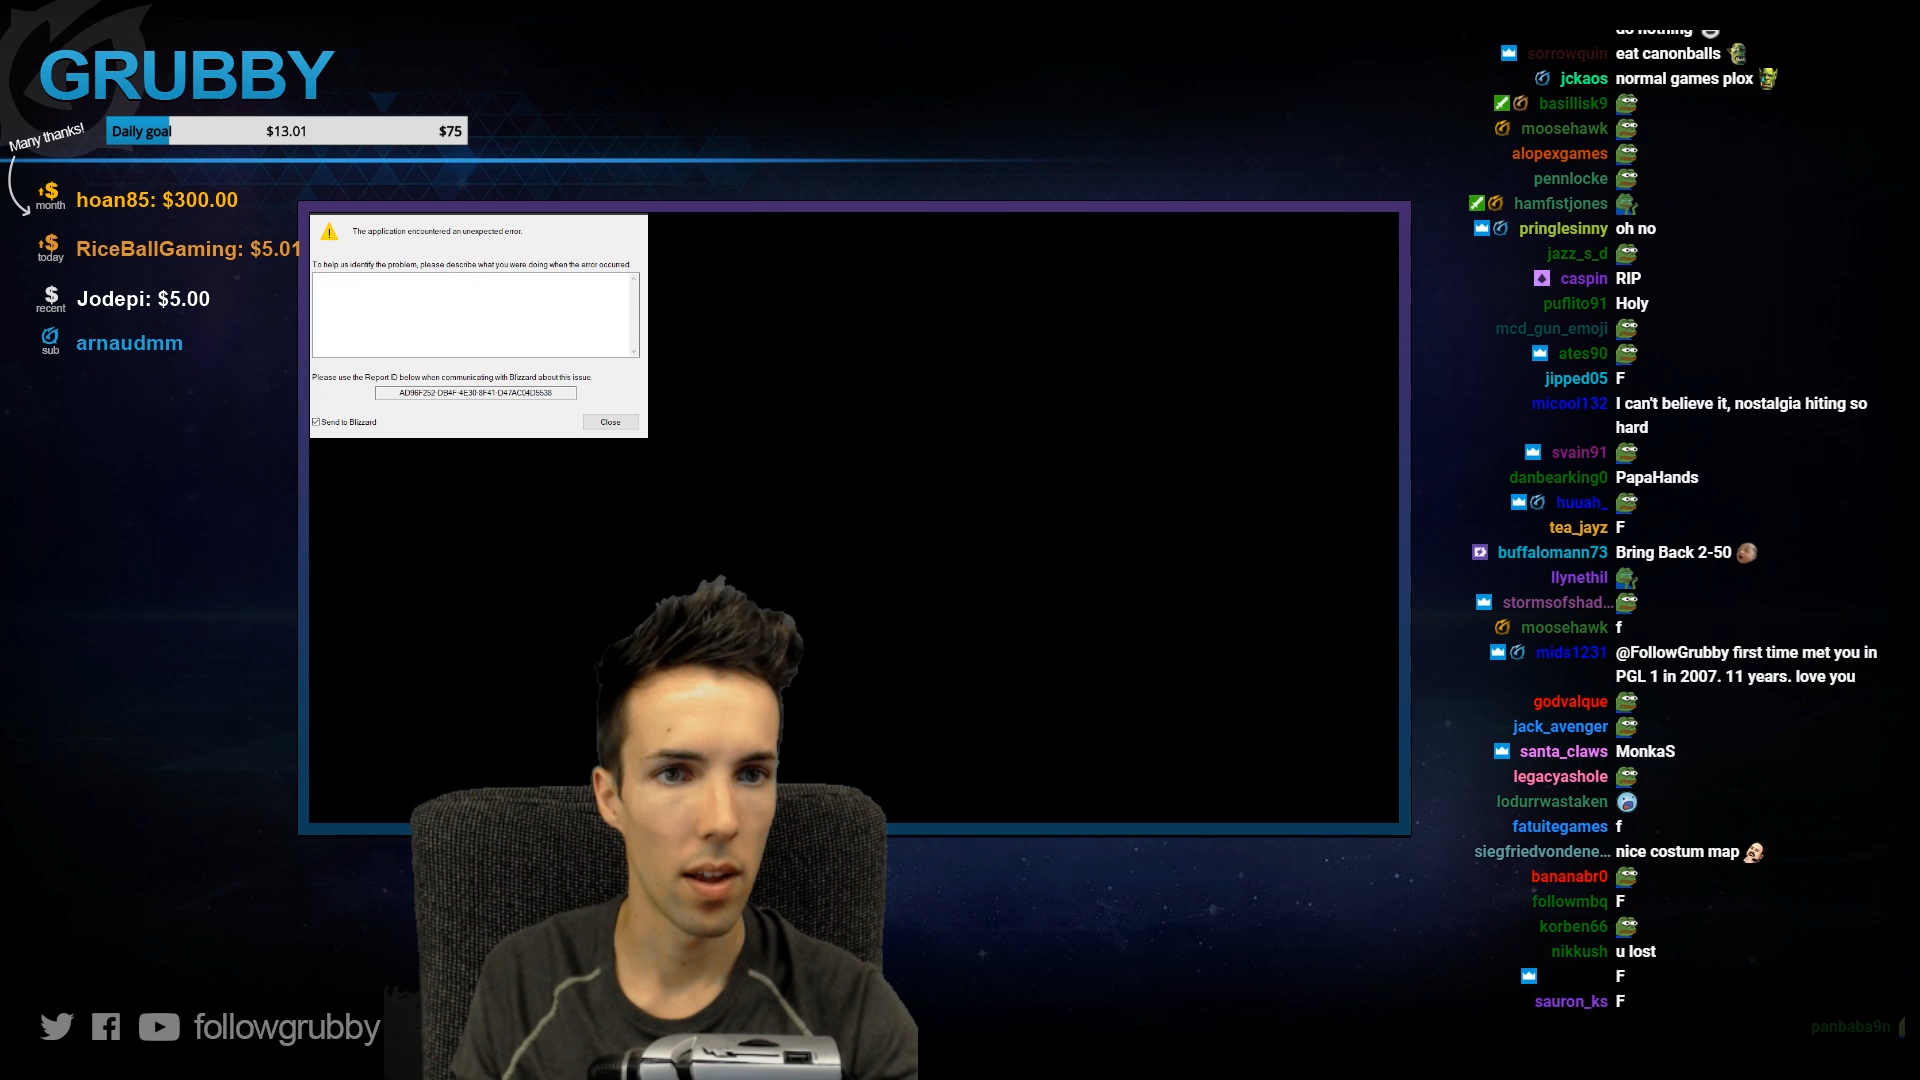 GRUBBY
Many thanks!
Daily goal $13.01 $75
month hoan85: $300.00
today RiceBallGaming: $5.01
recent Jodepi: $5.00
sub arnaudmm
The application encountered an unexpected error.
To help us identify the problem, please describe what you were doing when the error occurred.
Please use the Report ID below when communicating with Blizzard about this issue.
AD96F252-DB4F-4E30-8F41-D47AC04D5538
Send to Blizzard
Close
followgrubby
do nothing
sorrowquin eat canonballs
jckaos normal games plox
basillisk9
moosehawk
alopexgames
pennlocke
hamfistjones
pringlesinny oh no
jazz_s_d
caspin RIP
puflito91 Holy
mcd_gun_emoji
ates90
jipped05 F
micool132 I can't believe it, nostalgia hiting so
hard
svain91
danbearking0 PapaHands
huuah_
tea_jayz F
buffalomann73 Bring Back 2-50
llynethil
stormsofshad...
moosehawk f
mids1231 @FollowGrubby first time met you in
PGL 1 in 2007. 11 years. love you
godvalque
jack_avenger
santa_claws MonkaS
legacyashole
lodurrwastaken
fatuitegames f
siegfriedvondene... nice costum map
bananabr0
followmbq F
korben66
nikkush u lost
F
sauron_ks F
panbaba9n